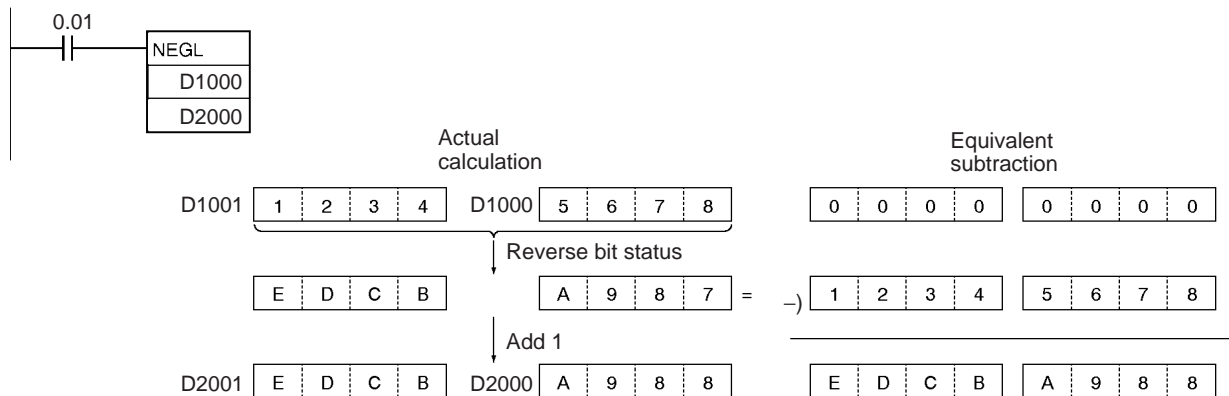 0.01
NEGL
D1000
D2000
Actual
calculation
Equivalent
subtraction
D1001 1 2 3 4 D1000 5 6 7 8 0 0 0 0 0 0 0 0
Reverse bit status
E D C B A 9 8 7 = –) 1 2 3 4 5 6 7 8
Add 1
D2001 E D C B D2000 A 9 8 8 E D C B A 9 8 8